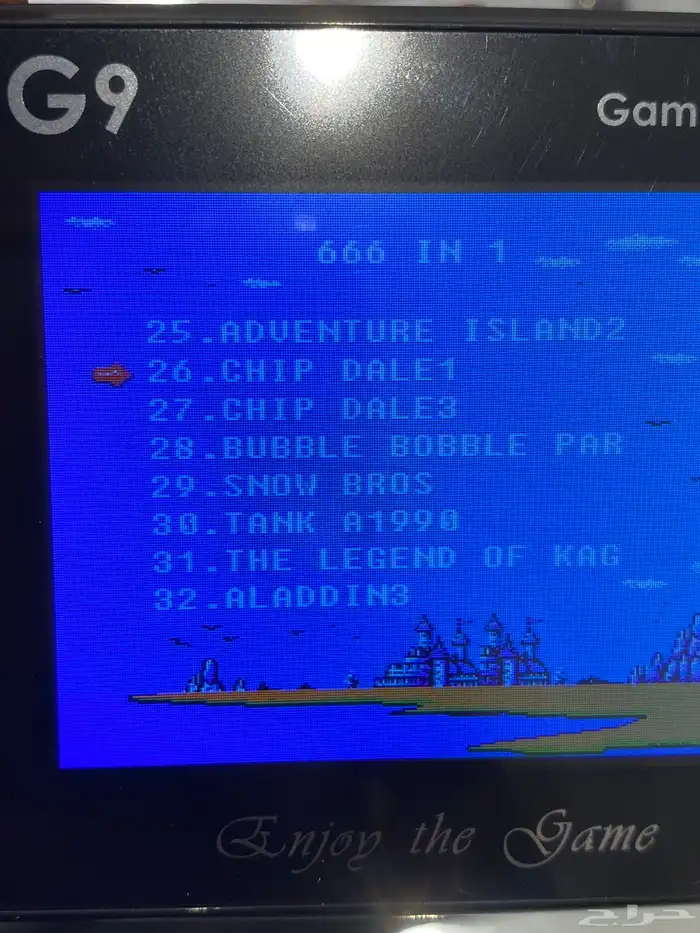 G9
Gam
666 IN 1
25.ADVENTURE ISLAND2
26.CHIP DALE1
27.CHIP DALE3
28.BUBBLE BOBBLE PAR
29.SNOW BROS
30.TANK A1990
31.THE LEGEND OF KAG
32.ALADDIN3
Enjoy the Game
حراج